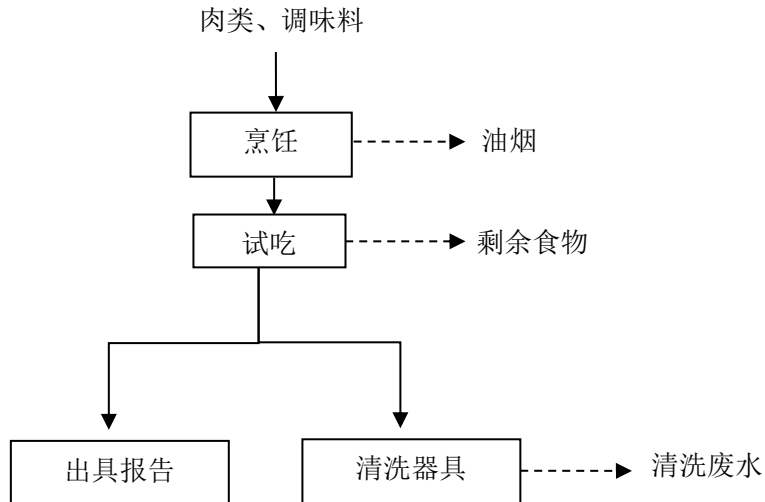 肉类、调味料
烹饪
油烟
试吃
剩余食物
出具报告
清洗器具
清洗废水